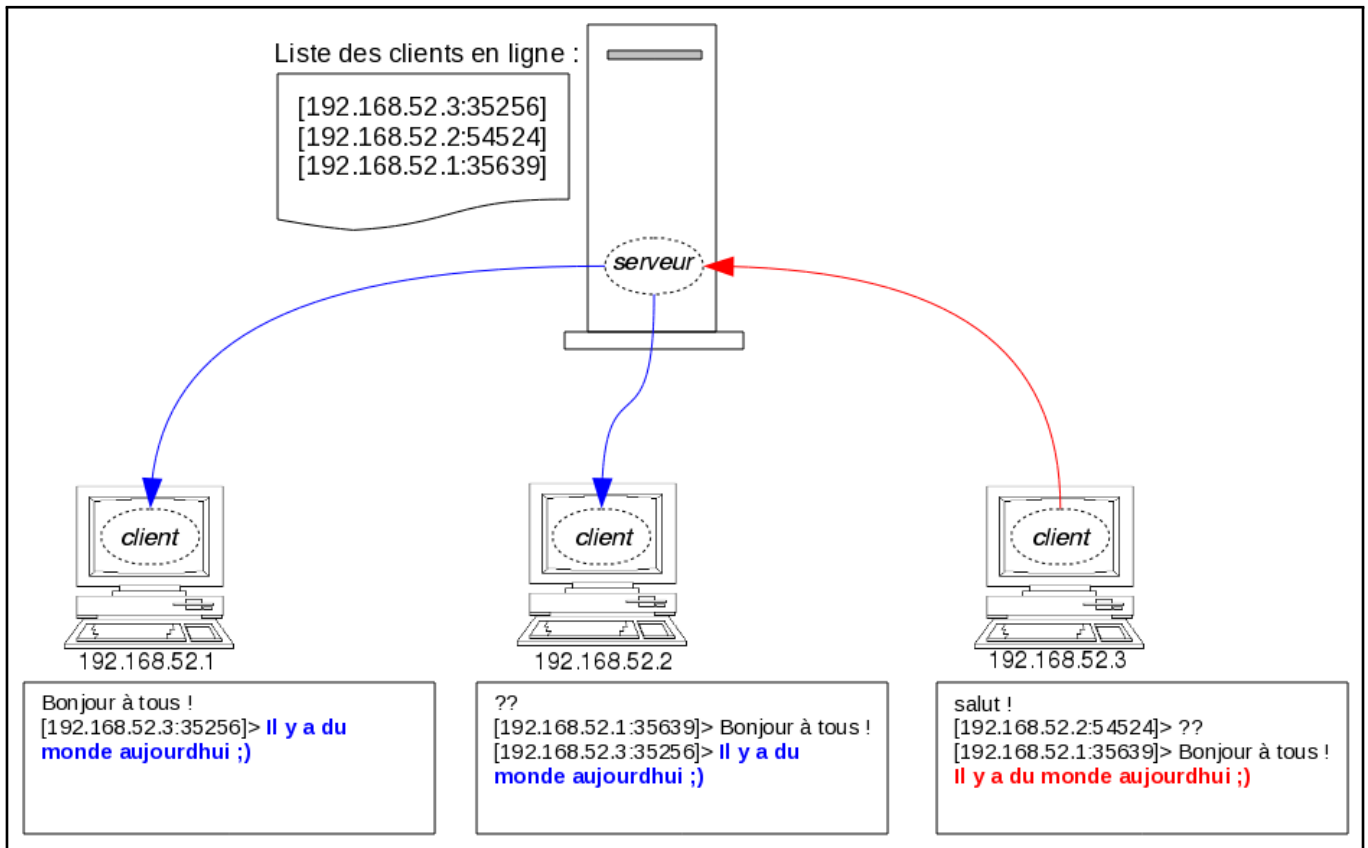 Liste des clients en ligne :
[192.168.52.3:35256]
[192.168.52.2:54524]
[192.168.52.1:35639]
serveur
client
client
client
192.168.52.1
192.168.52.2
192.168.52.3
Bonjour à tous !
[192.168.52.3:35256]> Il y a du
monde aujourdhui ;)
??
[192.168.52.1:35639]> Bonjour à tous !
[192.168.52.3:35256]> Il y a du
monde aujourdhui ;)
salut !
[192.168.52.2:54524]> ??
[192.168.52.1:35639]> Bonjour à tous !
Il y a du monde aujourdhui ;)